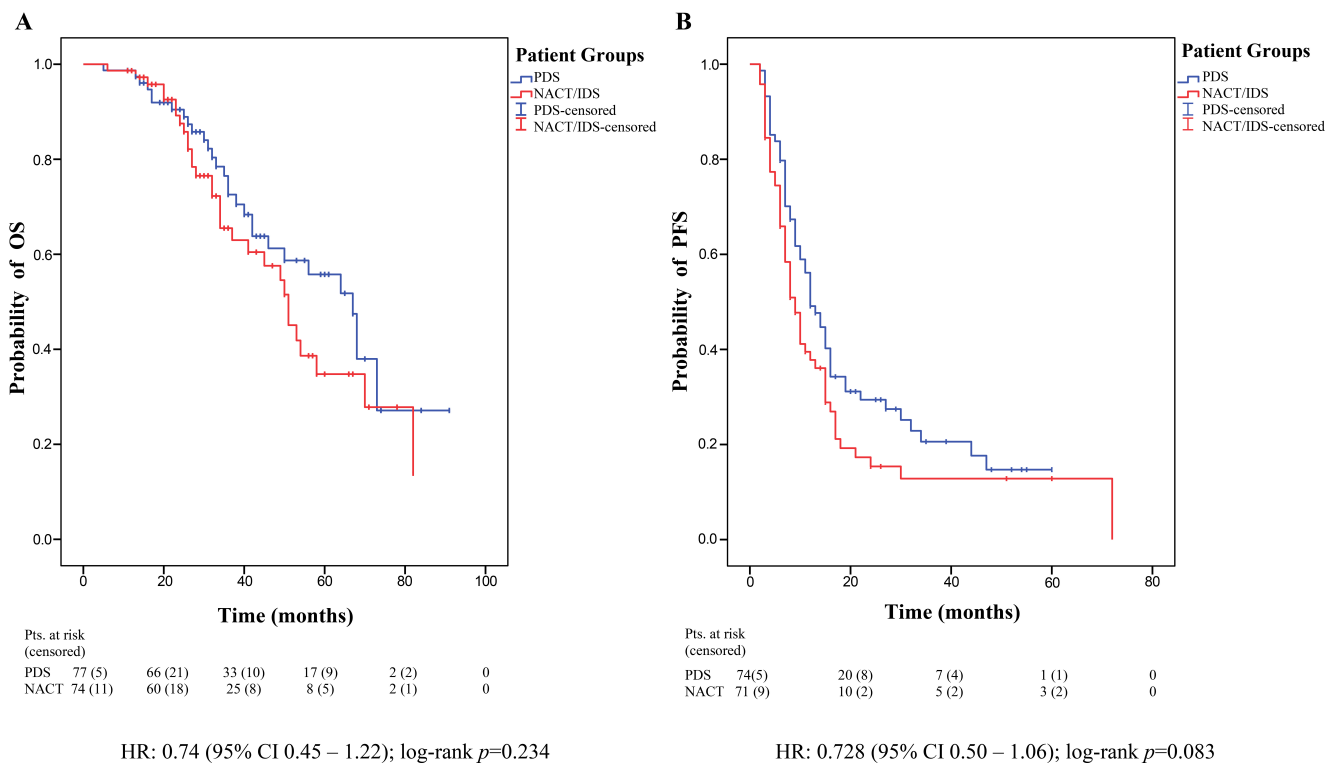 A
Patient Groups
PDS
NACT/IDS
PDS-censored
NACT/IDS-censored
Probability of OS
1.0
0.8
0.6
0.4
0.2
0.0
0 20 40 60 80 100
Time (months)
Pts. at risk
(censored)
PDS 77 (5) 66 (21) 33 (10) 17 (9) 2 (2) 0
NACT 74 (11) 60 (18) 25 (8) 8 (5) 2 (1) 0
HR: 0.74 (95% CI 0.45 – 1.22); log-rank p=0.234
B
Patient Groups
PDS
NACT/IDS
PDS-censored
NACT/IDS-censored
Probability of PFS
1.0
0.8
0.6
0.4
0.2
0.0
0 20 40 60 80
Time (months)
Pts. at risk
(censored)
PDS 74(5) 20 (8) 7 (4) 1 (1) 0
NACT 71 (9) 10 (2) 5 (2) 3 (2) 0
HR: 0.728 (95% CI 0.50 – 1.06); log-rank p=0.083